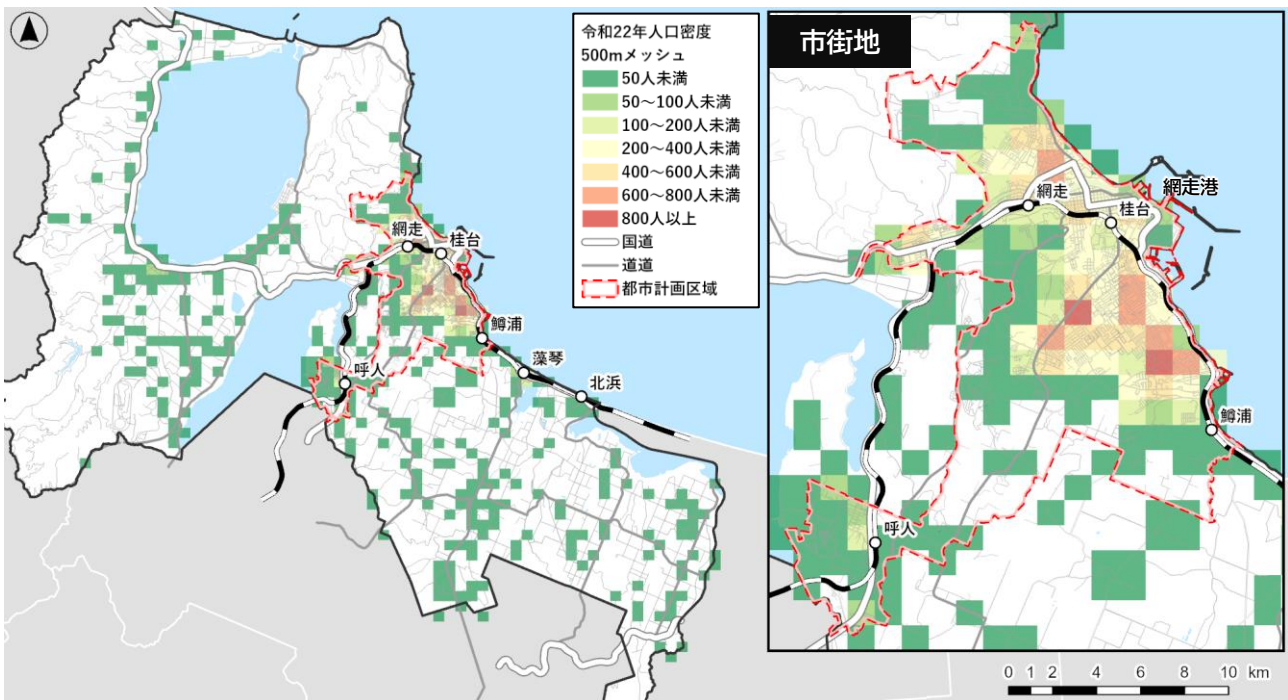 令和22年人口密度
500mメッシュ
50人未満
50～100人未満
100～200人未満
200～400人未満
400～600人未満
600～800人未満
800人以上
国道
道道
都市計画区域
網走
桂台
鱒浦
呼人
藻琴
北浜
市街地
網走港
網走
桂台
鱒浦
呼人
0 1 2 4 6 8 10 km